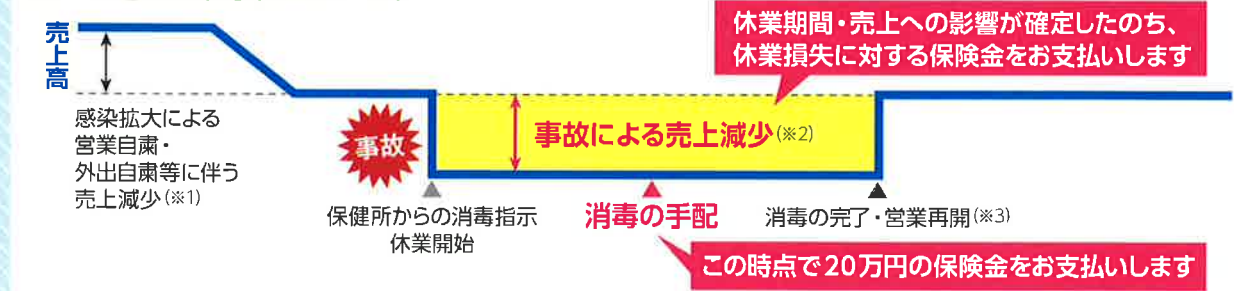 売上高
休業期間・売上への影響が確定したのち、
休業損失に対する保険金をお支払いします
感染拡大による
営業自粛・
外出自粛等に伴う
売上減少(※1)
事故
事故による売上減少(※2)
保健所からの消毒指示
休業開始
消毒の手配
消毒の完了・営業再開(※3)
この時点で20万円の保険金をお支払いします